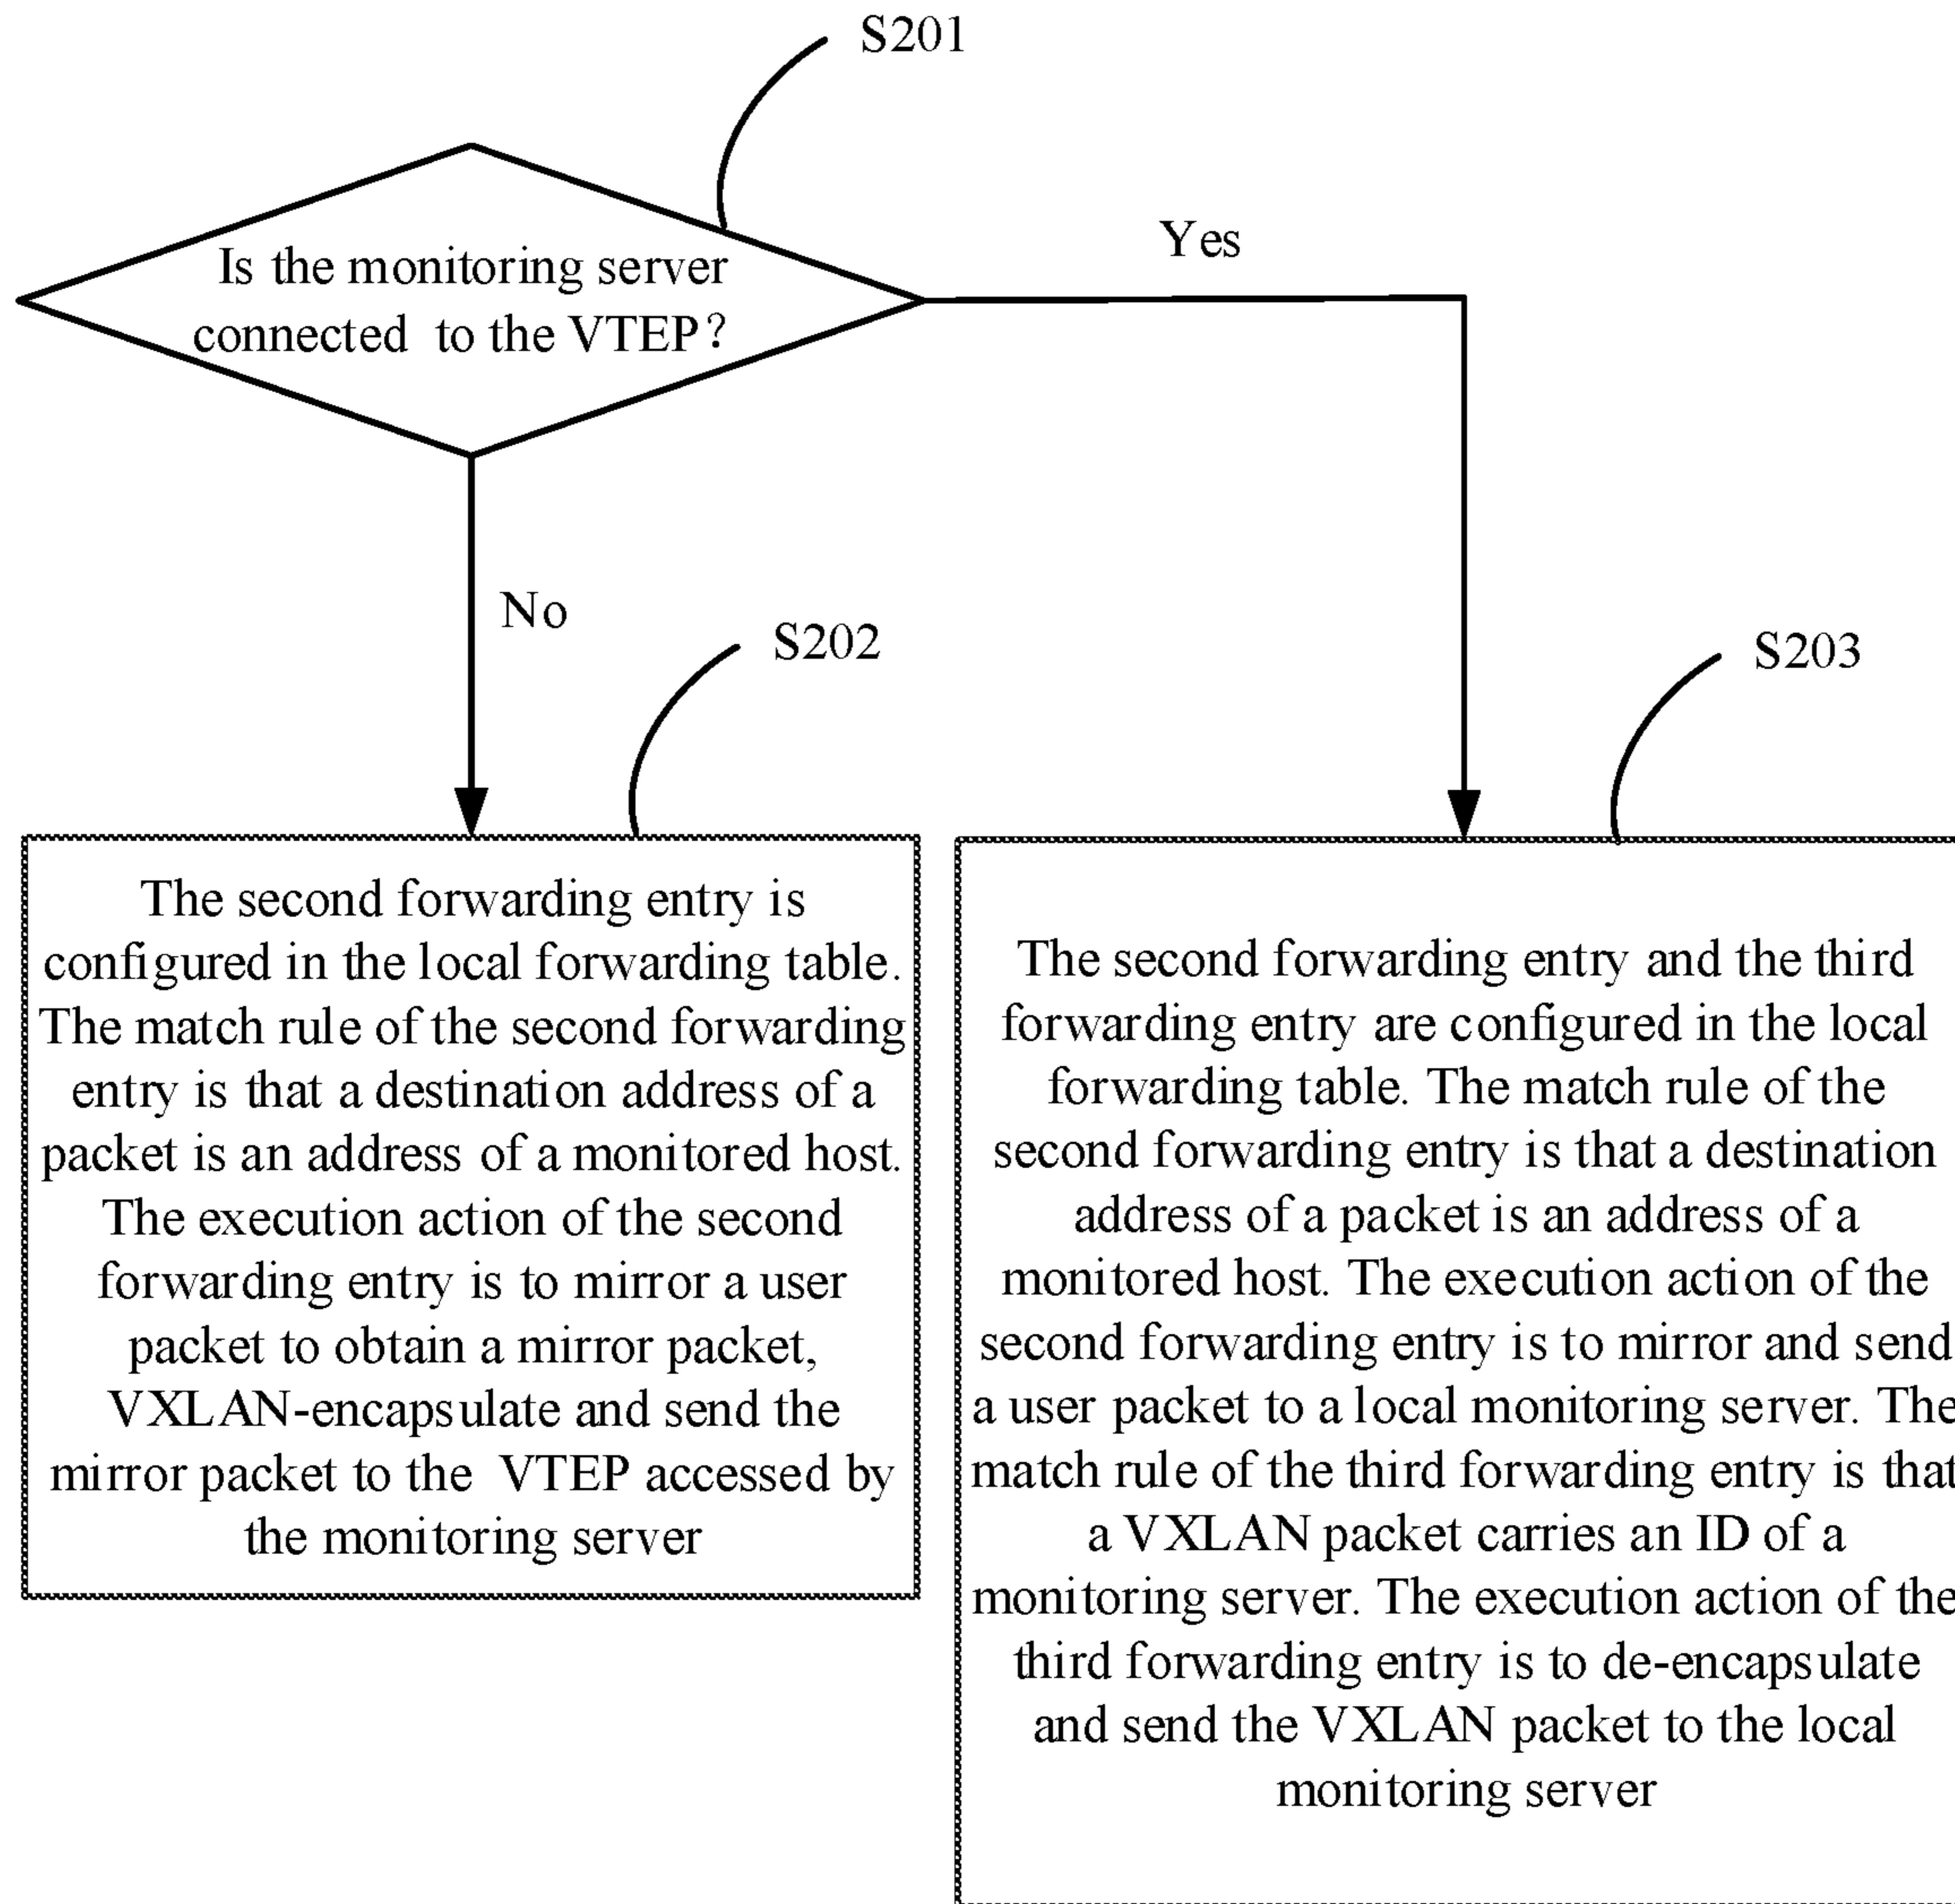 S201
Is the monitoring server
connected to the VTEP?
Yes
No
S202
S203
The second forwarding entry is
configured in the local forwarding table.
The match rule of the second forwarding
entry is that a destination address of a
packet is an address of a monitored host.
The execution action of the second
forwarding entry is to mirror a user
packet to obtain a mirror packet,
VXLAN-encapsulate and send the
mirror packet to the VTEP accessed by
the monitoring server
The second forwarding entry and the third
forwarding entry are configured in the local
forwarding table. The match rule of the
second forwarding entry is that a destination
address of a packet is an address of a
monitored host. The execution action of the
second forwarding entry is to mirror and send
a user packet to a local monitoring server. The
match rule of the third forwarding entry is that
a VXLAN packet carries an ID of a
monitoring server. The execution action of the
third forwarding entry is to de-encapsulate
and send the VXLAN packet to the local
monitoring server